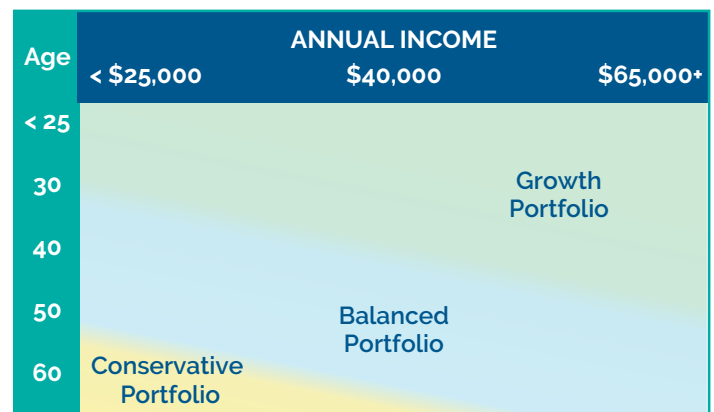 Age
ANNUAL INCOME
< $25,000 $40,000 $65,000+
< 25
30
Growth
Portfolio
40
50
Balanced
Portfolio
60
Conservative
Portfolio